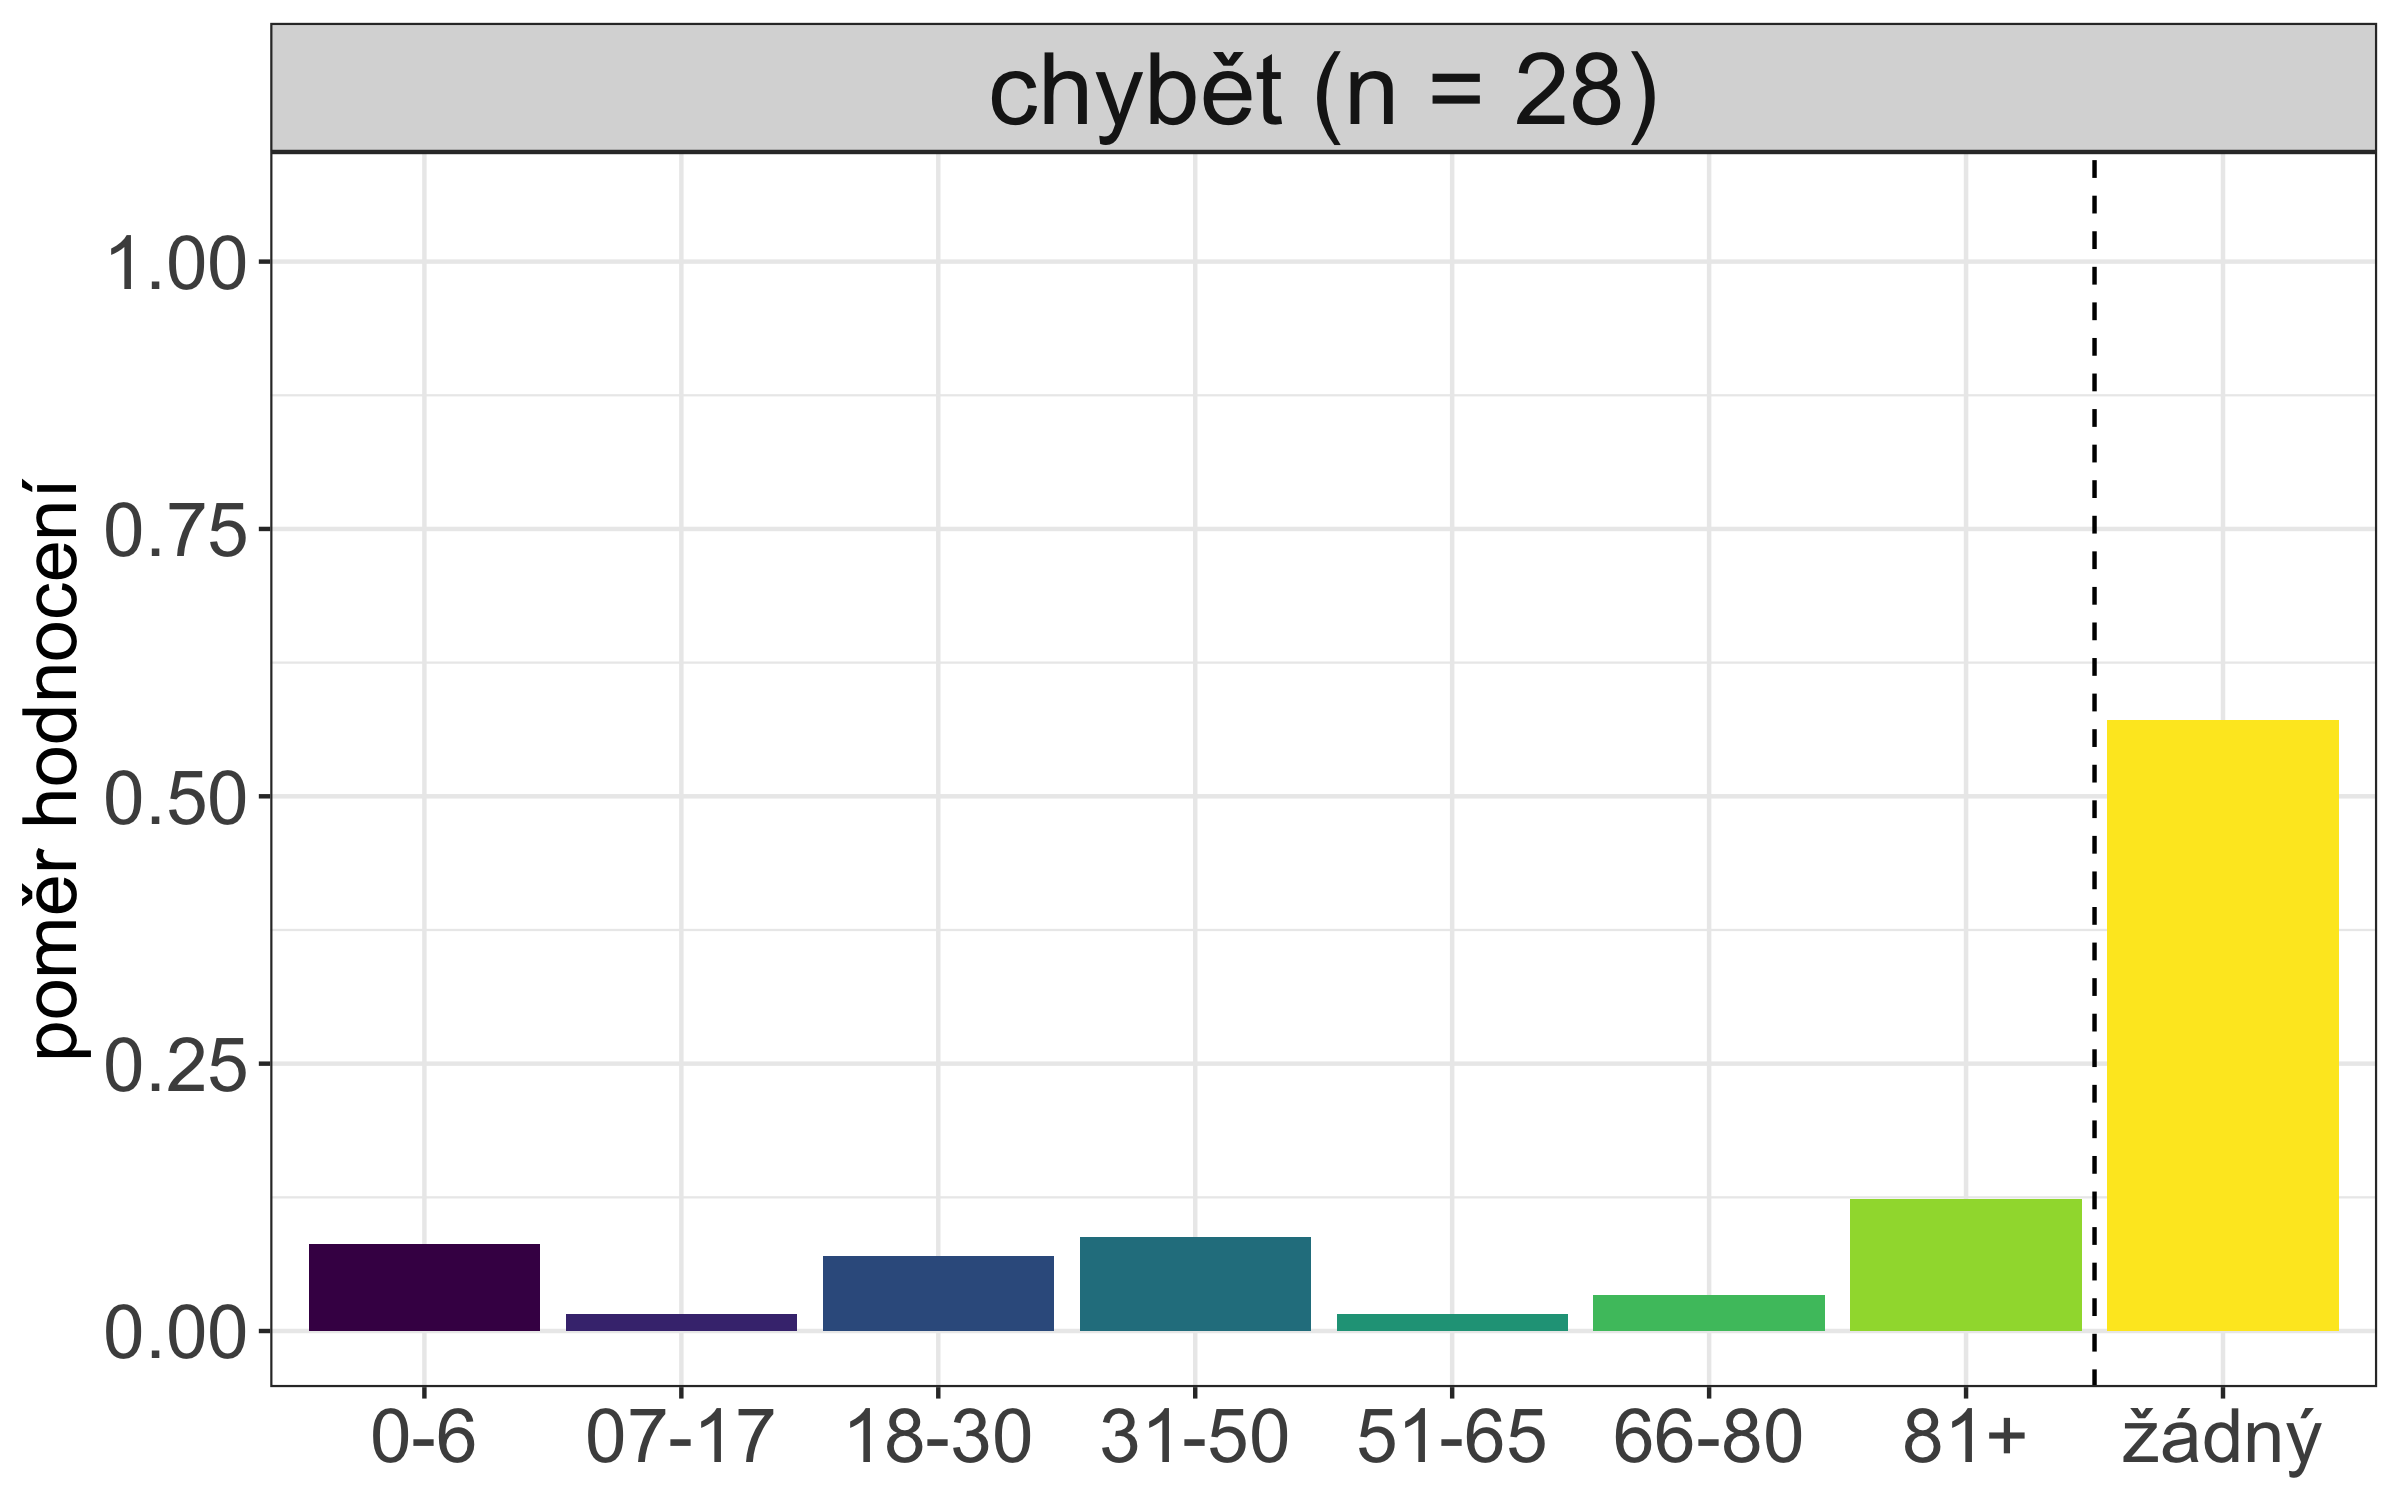 chybět (n = 28)
poměr hodnocení
1.00
0.75
0.50
0.25
0.00
0-6 07-17 18-30 31-50 51-65 66-80 81+ žádný